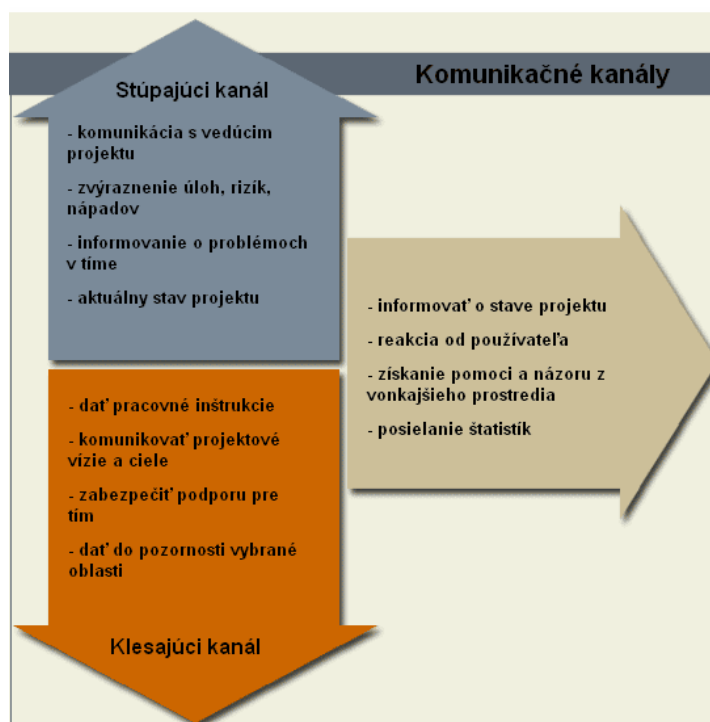 Komunikačné kanály
Stúpajúci kanál
- komunikácia s vedúcim
projektu
- zvýraznenie úloh, rizík,
nápadov
- informovanie o problémoch
v tíme
- aktuálny stav projektu
- informovať o stave projektu
- reakcia od používateľa
- získanie pomoci a názoru z
vonkajšieho prostredia
- posielanie štatistík
- dať pracovné inštrukcie
- komunikovať projektové
vízie a ciele
- zabezpečiť podporu pre
tím
- dať do pozornosti vybrané
oblasti
Klesajúci kanál